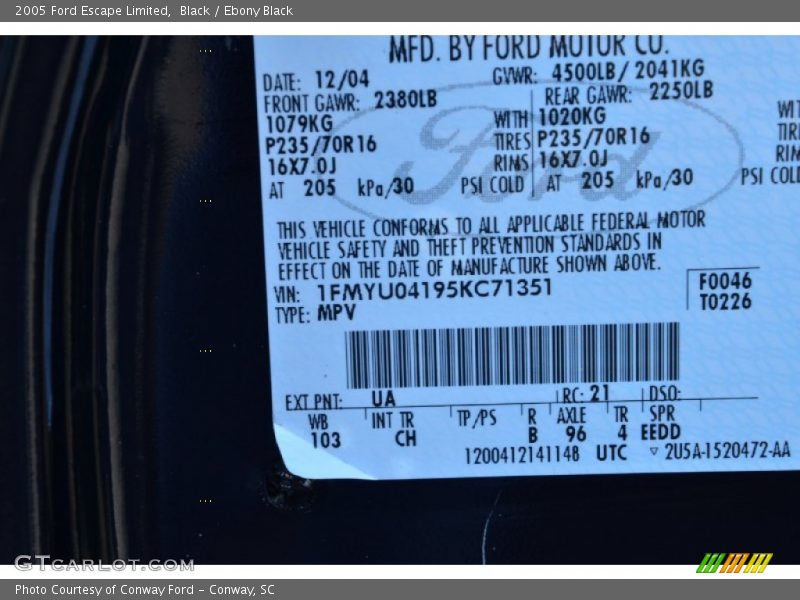 2005 Ford Escape Limited, Black / Ebony Black
MFD. BY FORD MOTOR CO.
DATE: 12/04 GVWR: 4500LB/ 2041KG
FRONT GAWR: 2380LB REAR GAWR: 2250LB
1079KG WITH 1020KG
P235/70R16 TIRES P235/70R16
16X7.0J RIMS 16X7.0J
AT 205 kPa/30 PSI COLD AT 205 kPa/30 PSI COLD
Ford
THIS VEHICLE CONFORMS TO ALL APPLICABLE FEDERAL MOTOR
VEHICLE SAFETY AND THEFT PREVENTION STANDARDS IN
EFFECT ON THE DATE OF MANUFACTURE SHOWN ABOVE.
VIN: 1FMYU04195KC71351 F0046
TYPE: MPV T0226
EXT PNT: UA RC: 21 DSO:
WB INT TR TP/PS R AXLE TR SPR
103 CH B 96 4 EEDD
1200412141148 UTC ▽ 2U5A-1520472-AA
GTCARLOT.COM
Photo Courtesy of Conway Ford - Conway, SC